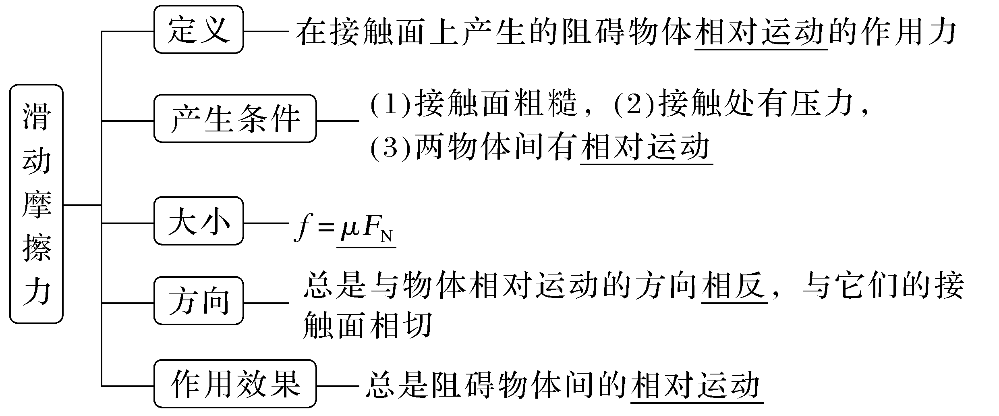 滑动摩擦力
定义
在接触面上产生的阻碍物体相对运动的作用力
产生条件
(1)接触面粗糙，(2)接触处有压力，
(3)两物体间有相对运动
大小
f=μF_N
方向
总是与物体相对运动的方向相反，与它们的接
触面相切
作用效果
总是阻碍物体间的相对运动